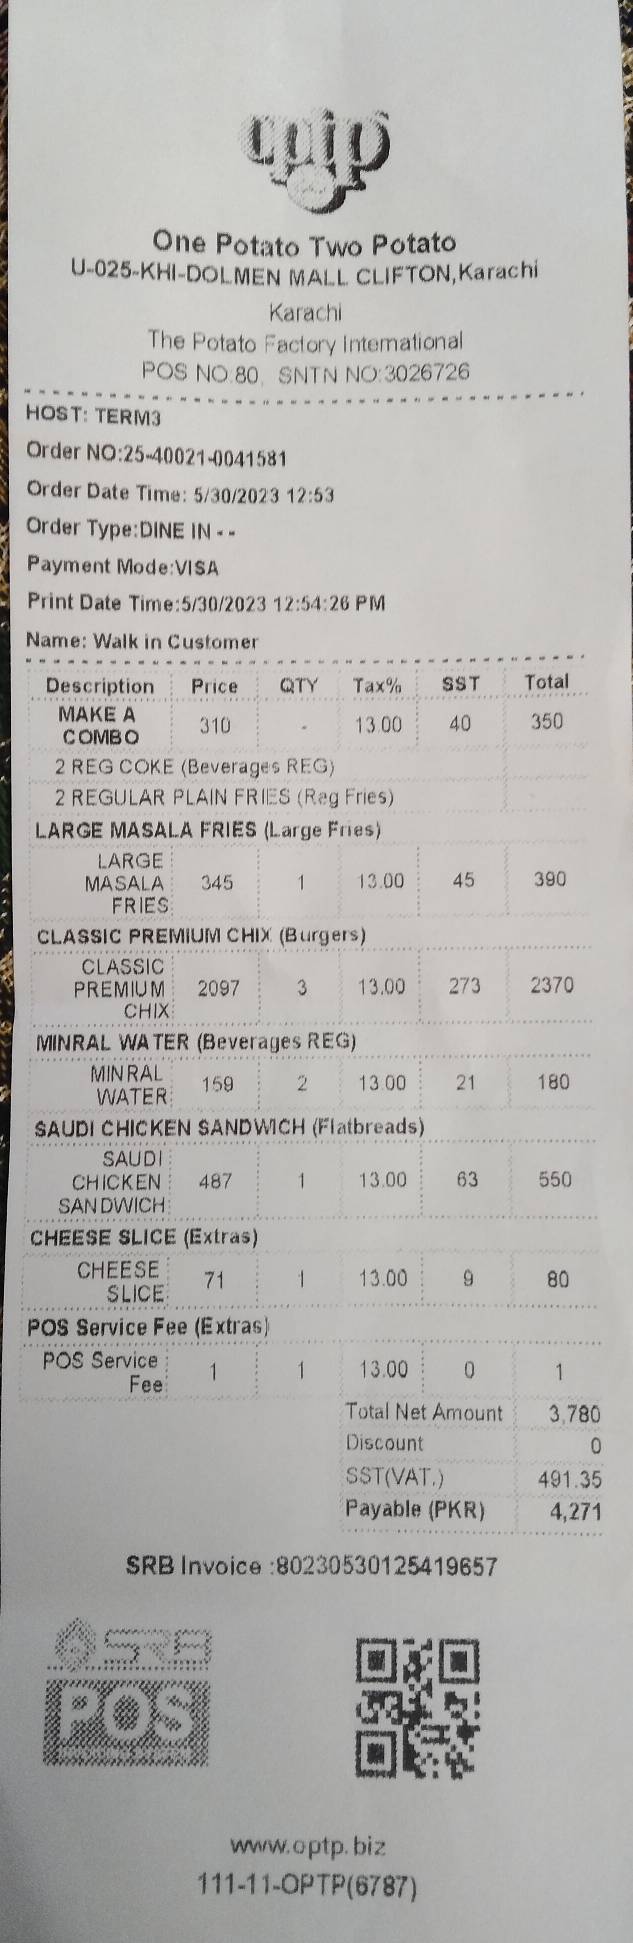 optp
One Potato Two Potato
U-025-KHI-DOLMEN MALL CLIFTON,Karachi
Karachi
The Potato Factory International
POS NO.80, SNTN NO:3026726
HOST: TERM3
Order NO:25-40021-0041581
Order Date Time: 5/30/2023 12:53
Order Type:DINE IN - -
Payment Mode:VISA
Print Date Time:5/30/2023 12:54:26 PM
Name: Walk in Customer
Description Price QTY Tax% SST Total
MAKE A COMBO 310 - 13.00 40 350
2 REG COKE (Beverages REG)
2 REGULAR PLAIN FRIES (Reg Fries)
LARGE MASALA FRIES (Large Fries)
LARGE MASALA FRIES 345 1 13.00 45 390
CLASSIC PREMIUM CHIX (Burgers)
CLASSIC PREMIUM CHIX 2097 3 13.00 273 2370
MINRAL WATER (Beverages REG)
MINRAL WATER 159 2 13.00 21 180
SAUDI CHICKEN SANDWICH (Flatbreads)
SAUDI CHICKEN SANDWICH 487 1 13.00 63 550
CHEESE SLICE (Extras)
CHEESE SLICE 71 1 13.00 9 80
POS Service Fee (Extras)
POS Service Fee 1 1 13.00 0 1
Total Net Amount 3,780
Discount 0
SST(VAT.) 491.35
Payable (PKR) 4,271
SRB Invoice :80230530125419657
SRB
POS
www.optp.biz
111-11-OPTP(6787)